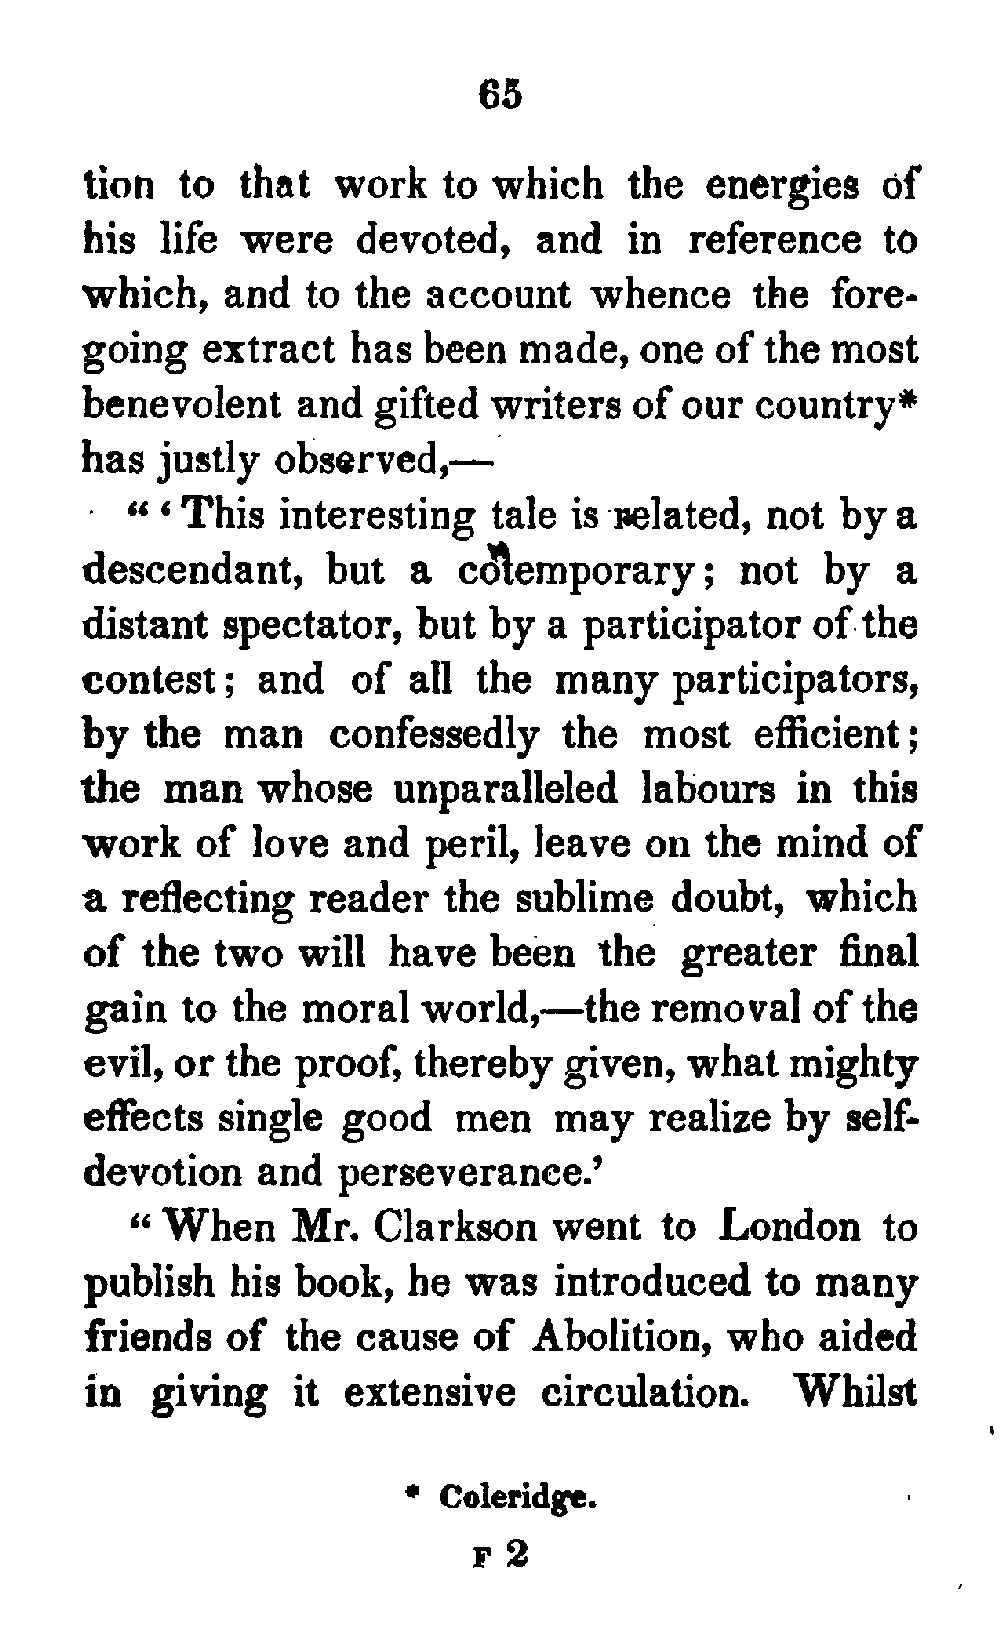 65
tion to that work to which the energies of
his life were devoted, and in reference to
which, and to the account whence the fore-
going extract has been made, one of the most
benevolent and gifted writers of our country*
has justly observed,—
“ ‘ This interesting tale is related, not by a
descendant, but a cotemporary; not by a
distant spectator, but by a participator of the
contest; and of all the many participators,
by the man confessedly the most efficient;
the man whose unparalleled labours in this
work of love and peril, leave on the mind of
a reflecting reader the sublime doubt, which
of the two will have been the greater final
gain to the moral world,—the removal of the
evil, or the proof, thereby given, what mighty
effects single good men may realize by self-
devotion and perseverance.’
“ When Mr. Clarkson went to London to
publish his book, he was introduced to many
friends of the cause of Abolition, who aided
in giving it extensive circulation. Whilst
* Coleridge.
F 2